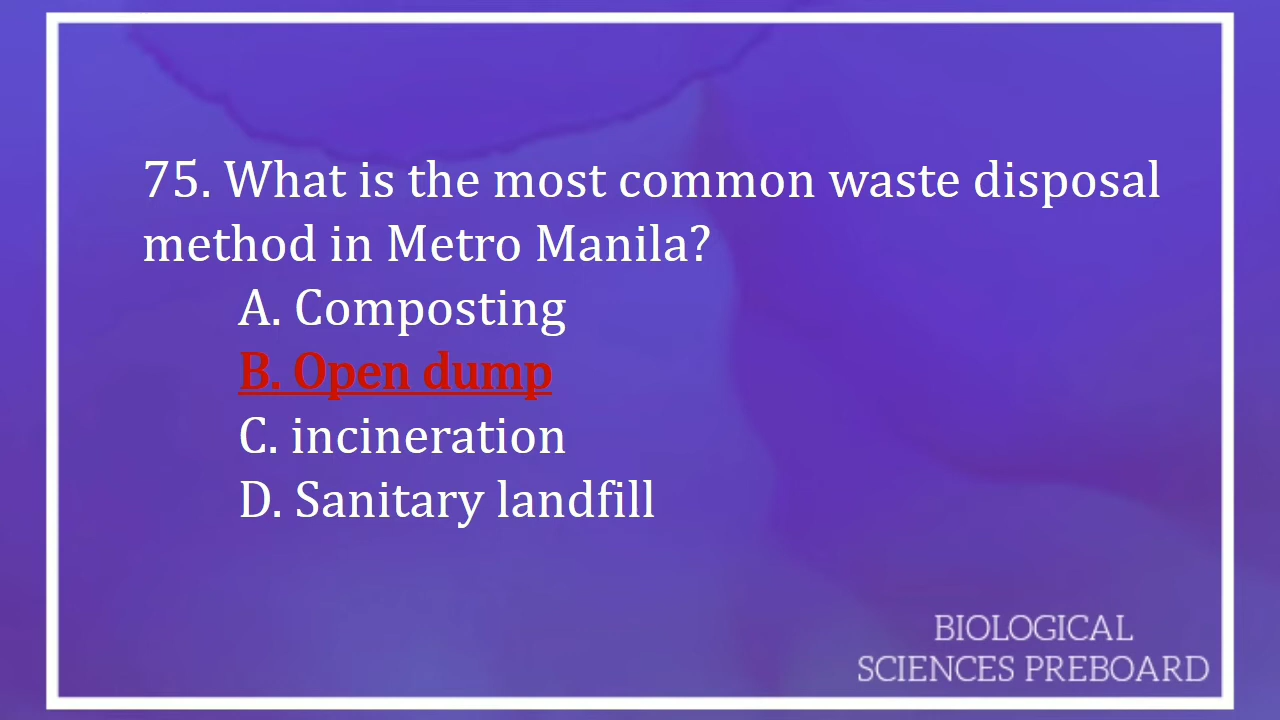 75. What is the most common waste disposal
method in Metro Manila?
A. Composting
B. Open dump
C. incineration
D. Sanitary landfill
BIOLOGICAL
SCIENCES PREBOARD